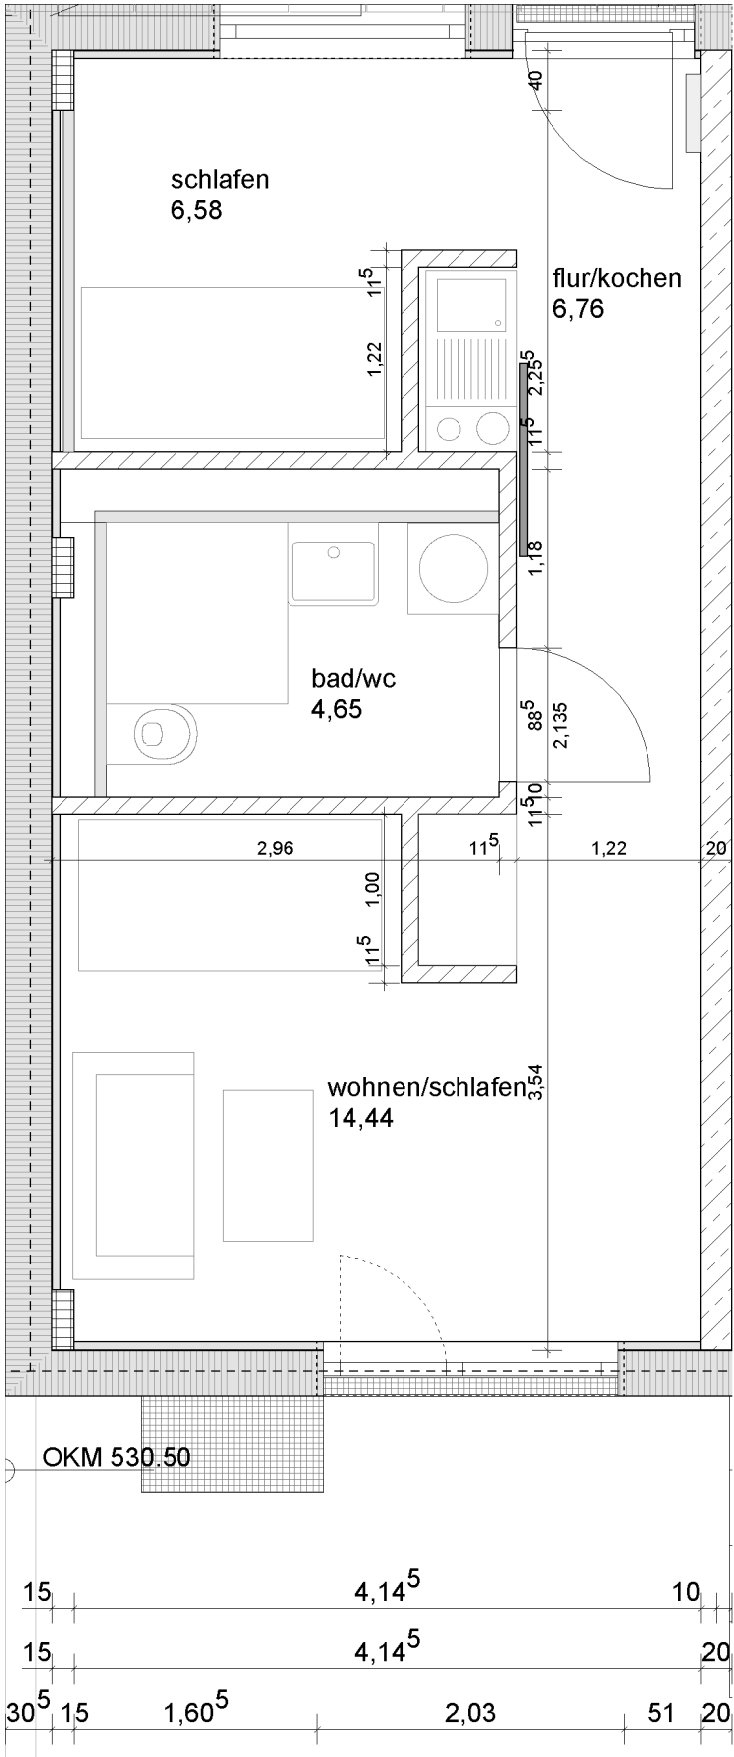 40
schlafen
6,58
11⁵
flur/kochen
6,76
1,22
2,25⁵
11⁵
1,18
bad/wc
4,65
88⁵
2,135
10
11⁵
2,96
11⁵
1,22
20
1,00
11⁵
wohnen/schlafen
14,44
3,54
OKM 530.50
15 4,14⁵ 10
15 4,14⁵ 20
30⁵ 15 1,60⁵ 2,03 51 20